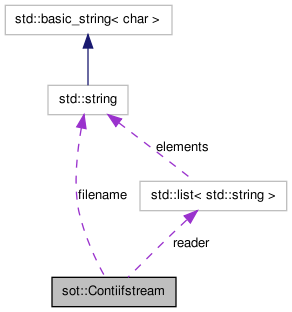 std::basic_string< char >
std::string
elements
filename
std::list< std::string >
reader
sot::Contiifstream